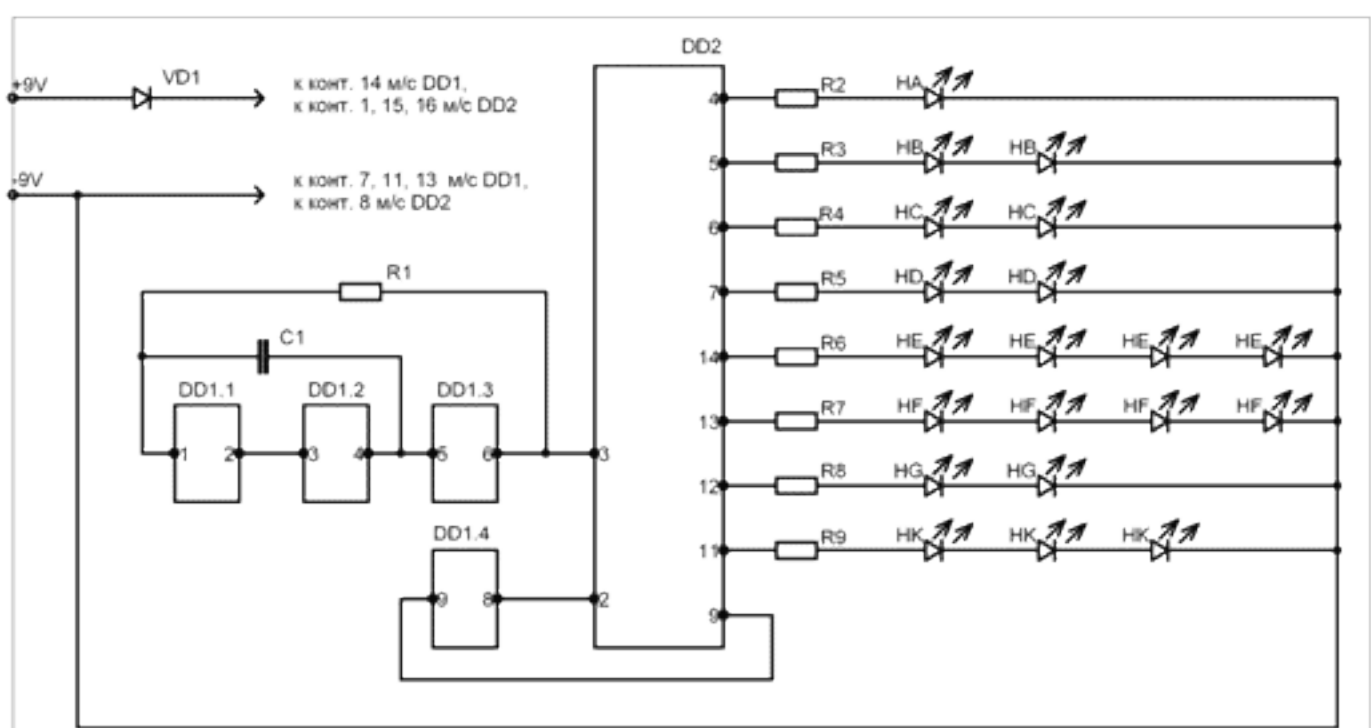 DD2
+9V
VD1
к конт. 14 м/с DD1,
к конт. 1, 15, 16 м/с DD2
-9V
к конт. 7, 11, 13 м/с DD1,
к конт. 8 м/с DD2
4 R2 HA
5 R3 HB HB
6 R4 HC HC
7 R5 HD HD
14 R6 HE HE HE HE
13 R7 HF HF HF HF
12 R8 HG HG
11 R9 HK HK HK
9
R1
C1
DD1.1 DD1.2 DD1.3
1 2 3 4 5 6 3
DD1.4
9 8 2